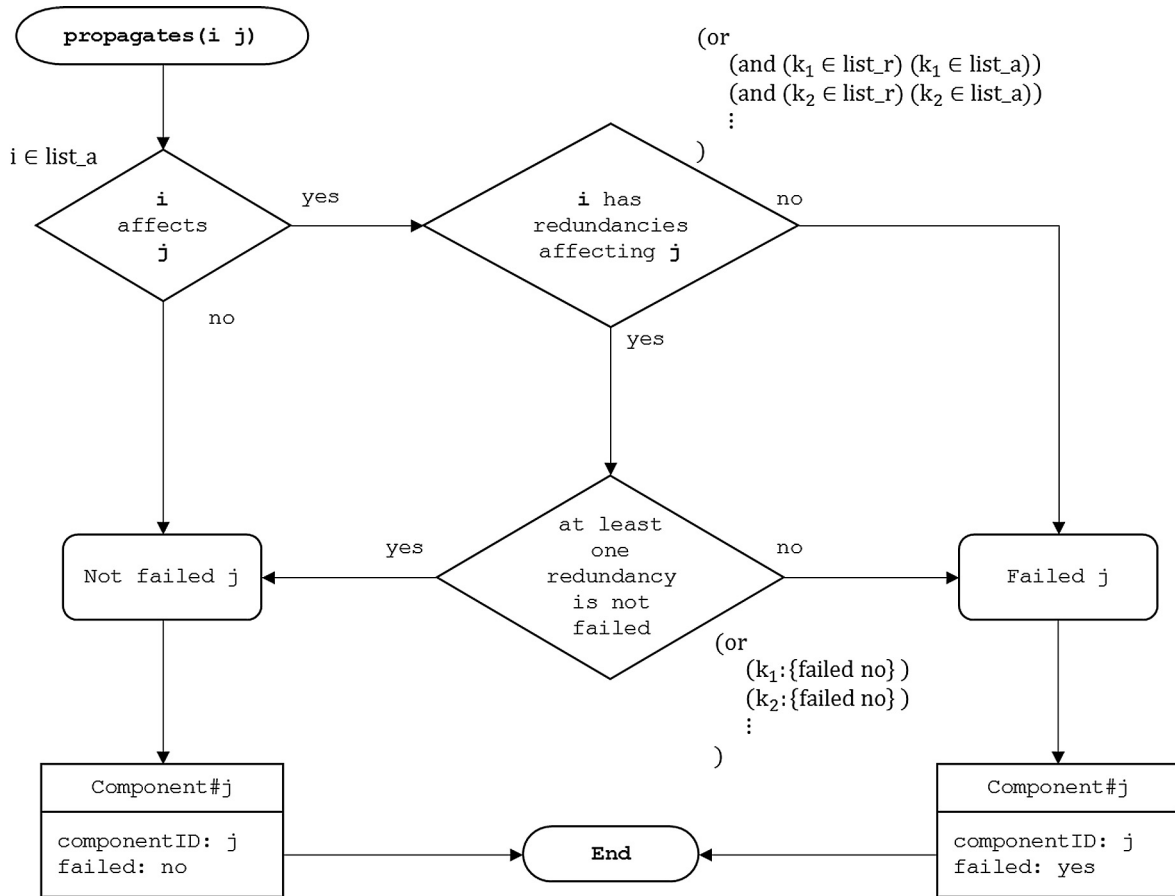 propagates(i j)
(or
(and (k₁ ∈ list_r) (k₁ ∈ list_a))
(and (k₂ ∈ list_r) (k₂ ∈ list_a))
⋮
)
i ∈ list_a
i
affects
j
yes
i has
redundancies
affecting j
no
no
yes
Not failed j
yes
at least
one
redundancy
is not
failed
no
Failed j
(or
(k₁:{failed no} )
(k₂:{failed no} )
⋮
)
Component#j
componentID: j
failed: no
End
Component#j
componentID: j
failed: yes